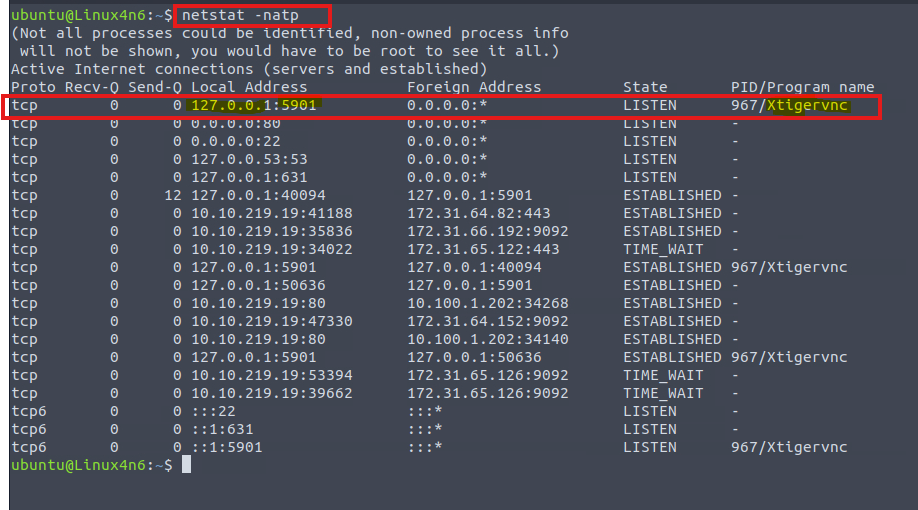 ubuntu@Linux4n6:~$ netstat -natp
(Not all processes could be identified, non-owned process info
 will not be shown, you would have to be root to see it all.)
Active Internet connections (servers and established)
Proto Recv-Q Send-Q Local Address           Foreign Address         State       PID/Program name
tcp        0      0 127.0.0.1:5901          0.0.0.0:*               LISTEN      967/Xtigervnc
tcp        0      0 0.0.0.0:80              0.0.0.0:*               LISTEN      -
tcp        0      0 0.0.0.0:22              0.0.0.0:*               LISTEN      -
tcp        0      0 127.0.0.53:53           0.0.0.0:*               LISTEN      -
tcp        0      0 127.0.0.1:631           0.0.0.0:*               LISTEN      -
tcp        0     12 127.0.0.1:40094         127.0.0.1:5901          ESTABLISHED -
tcp        0      0 10.10.219.19:41188      172.31.64.82:443        ESTABLISHED -
tcp        0      0 10.10.219.19:35836      172.31.66.192:9092      ESTABLISHED -
tcp        0      0 10.10.219.19:34022      172.31.65.122:443       TIME_WAIT   -
tcp        0      0 127.0.0.1:5901          127.0.0.1:40094         ESTABLISHED 967/Xtigervnc
tcp        0      0 127.0.0.1:50636         127.0.0.1:5901          ESTABLISHED -
tcp        0      0 10.10.219.19:80         10.100.1.202:34268      ESTABLISHED -
tcp        0      0 10.10.219.19:47330      172.31.64.152:9092      ESTABLISHED -
tcp        0      0 10.10.219.19:80         10.100.1.202:34140      ESTABLISHED -
tcp        0      0 127.0.0.1:5901          127.0.0.1:50636         ESTABLISHED 967/Xtigervnc
tcp        0      0 10.10.219.19:53394      172.31.65.126:9092      TIME_WAIT   -
tcp        0      0 10.10.219.19:39662      172.31.65.126:9092      TIME_WAIT   -
tcp6       0      0 :::22                   :::*                    LISTEN      -
tcp6       0      0 ::1:631                 :::*                    LISTEN      -
tcp6       0      0 ::1:5901                :::*                    LISTEN      967/Xtigervnc
ubuntu@Linux4n6:~$